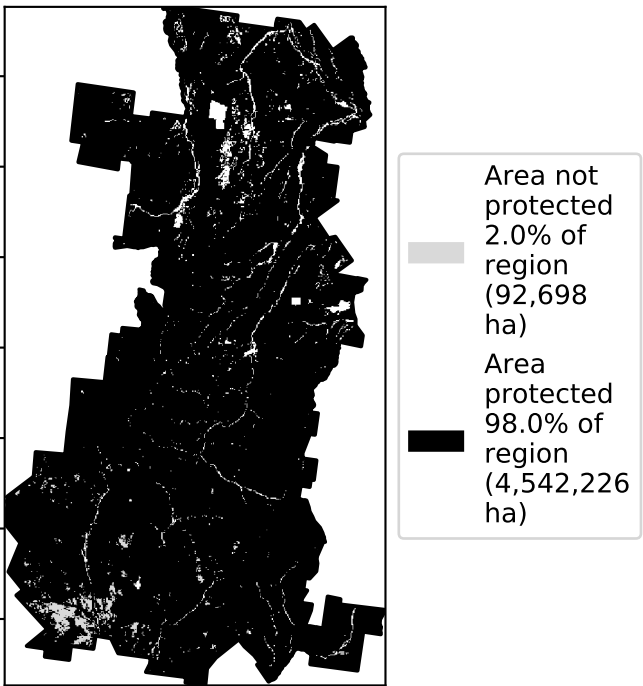 Area not
protected
2.0% of
region
(92,698
ha)
Area
protected
98.0% of
region
(4,542,226
ha)